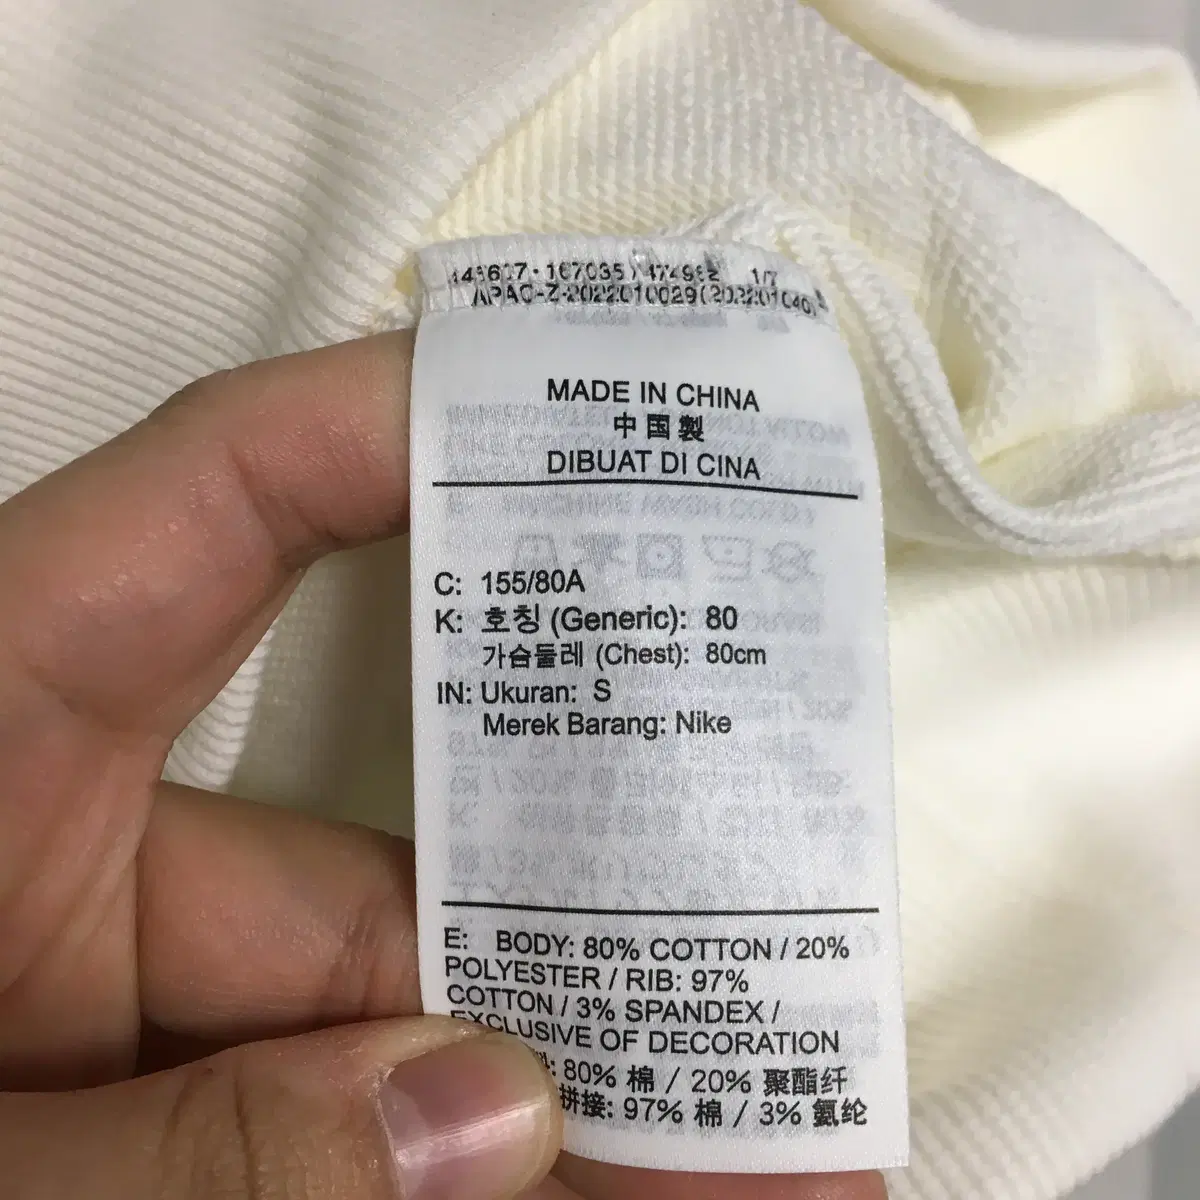 1/7
MADE IN CHINA
中国製
DIBUAT DI CINA
C: 155/80A
K: 호칭 (Generic): 80
가슴둘레 (Chest): 80cm
IN: Ukuran: S
Merek Barang: Nike
E: BODY: 80% COTTON / 20%
POLYESTER / RIB: 97%
COTTON / 3% SPANDEX /
EXCLUSIVE OF DECORATION
80% 棉 / 20% 聚酯纤
拼接: 97% 棉 / 3% 氨纶